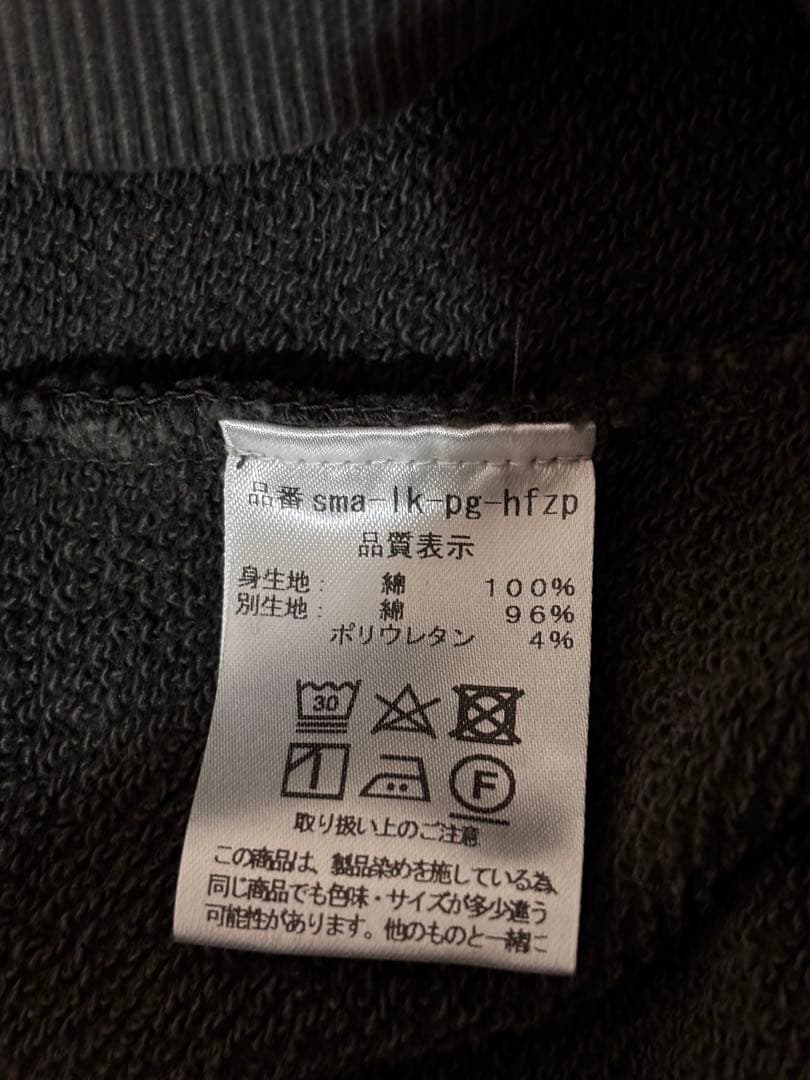 品番 sma-lk-pg-hfzp
品質表示
身生地： 綿 100%
別生地： 綿 96%
ポリウレタン 4%
30
F
取り扱い上のご注意
この商品は、製品染めを施している為、
同じ商品でも色味・サイズが多少違う
可能性があります。他のものと一緒に